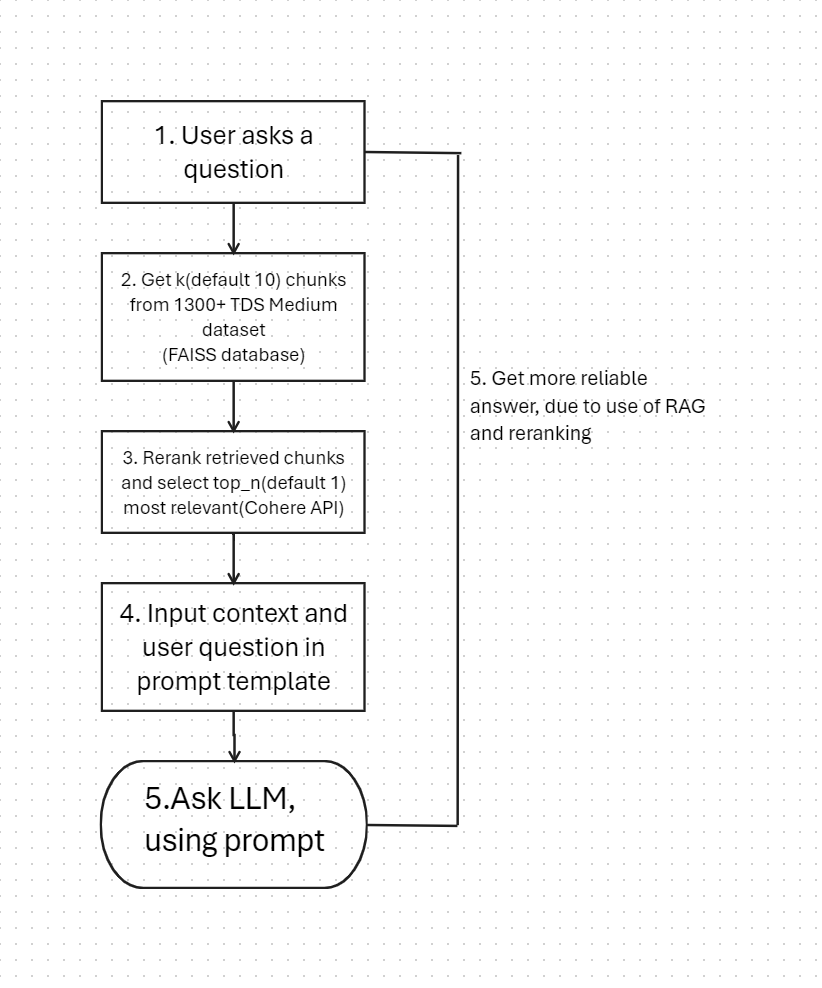 1. User asks a
question
2. Get k(default 10) chunks
from 1300+ TDS Medium
dataset
(FAISS database)
3. Rerank retrieved chunks
and select top_n(default 1)
most relevant(Cohere API)
5. Get more reliable
answer, due to use of RAG
and reranking
4. Input context and
user question in
prompt template
5.Ask LLM,
using prompt